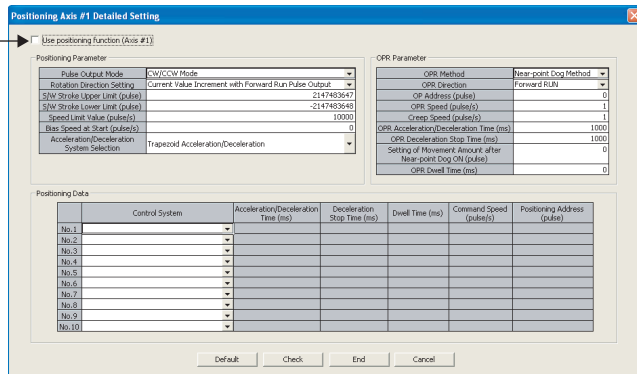 Positioning Axis #1 Detailed Setting
Use positioning function (Axis #1)
Positioning Parameter
Pulse Output Mode CW/CCW Mode
Rotation Direction Setting Current Value Increment with Forward Run Pulse Output
S/W Stroke Upper Limit (pulse) 2147483647
S/W Stroke Lower Limit (pulse) -2147483648
Speed Limit Value (pulse/s) 10000
Bias Speed at Start (pulse/s) 0
Acceleration/Deceleration
System Selection
Trapezoid Acceleration/Deceleration
OPR Parameter
OPR Method Near-point Dog Method
OPR Direction Forward RUN
OP Address (pulse) 0
OPR Speed (pulse/s) 1
Creep Speed (pulse/s) 1
OPR Acceleration/Deceleration Time (ms) 1000
OPR Deceleration Stop Time (ms) 1000
Setting of Movement Amount after
Near-point Dog ON (pulse)
0
OPR Dwell Time (ms) 0
Positioning Data
Control System
Acceleration/Deceleration
Time (ms)
Deceleration
Stop Time (ms)
Dwell Time (ms)
Command Speed
(pulse/s)
Positioning Address
(pulse)
No.1
No.2
No.3
No.4
No.5
No.6
No.7
No.8
No.9
No.10
Default Check End Cancel